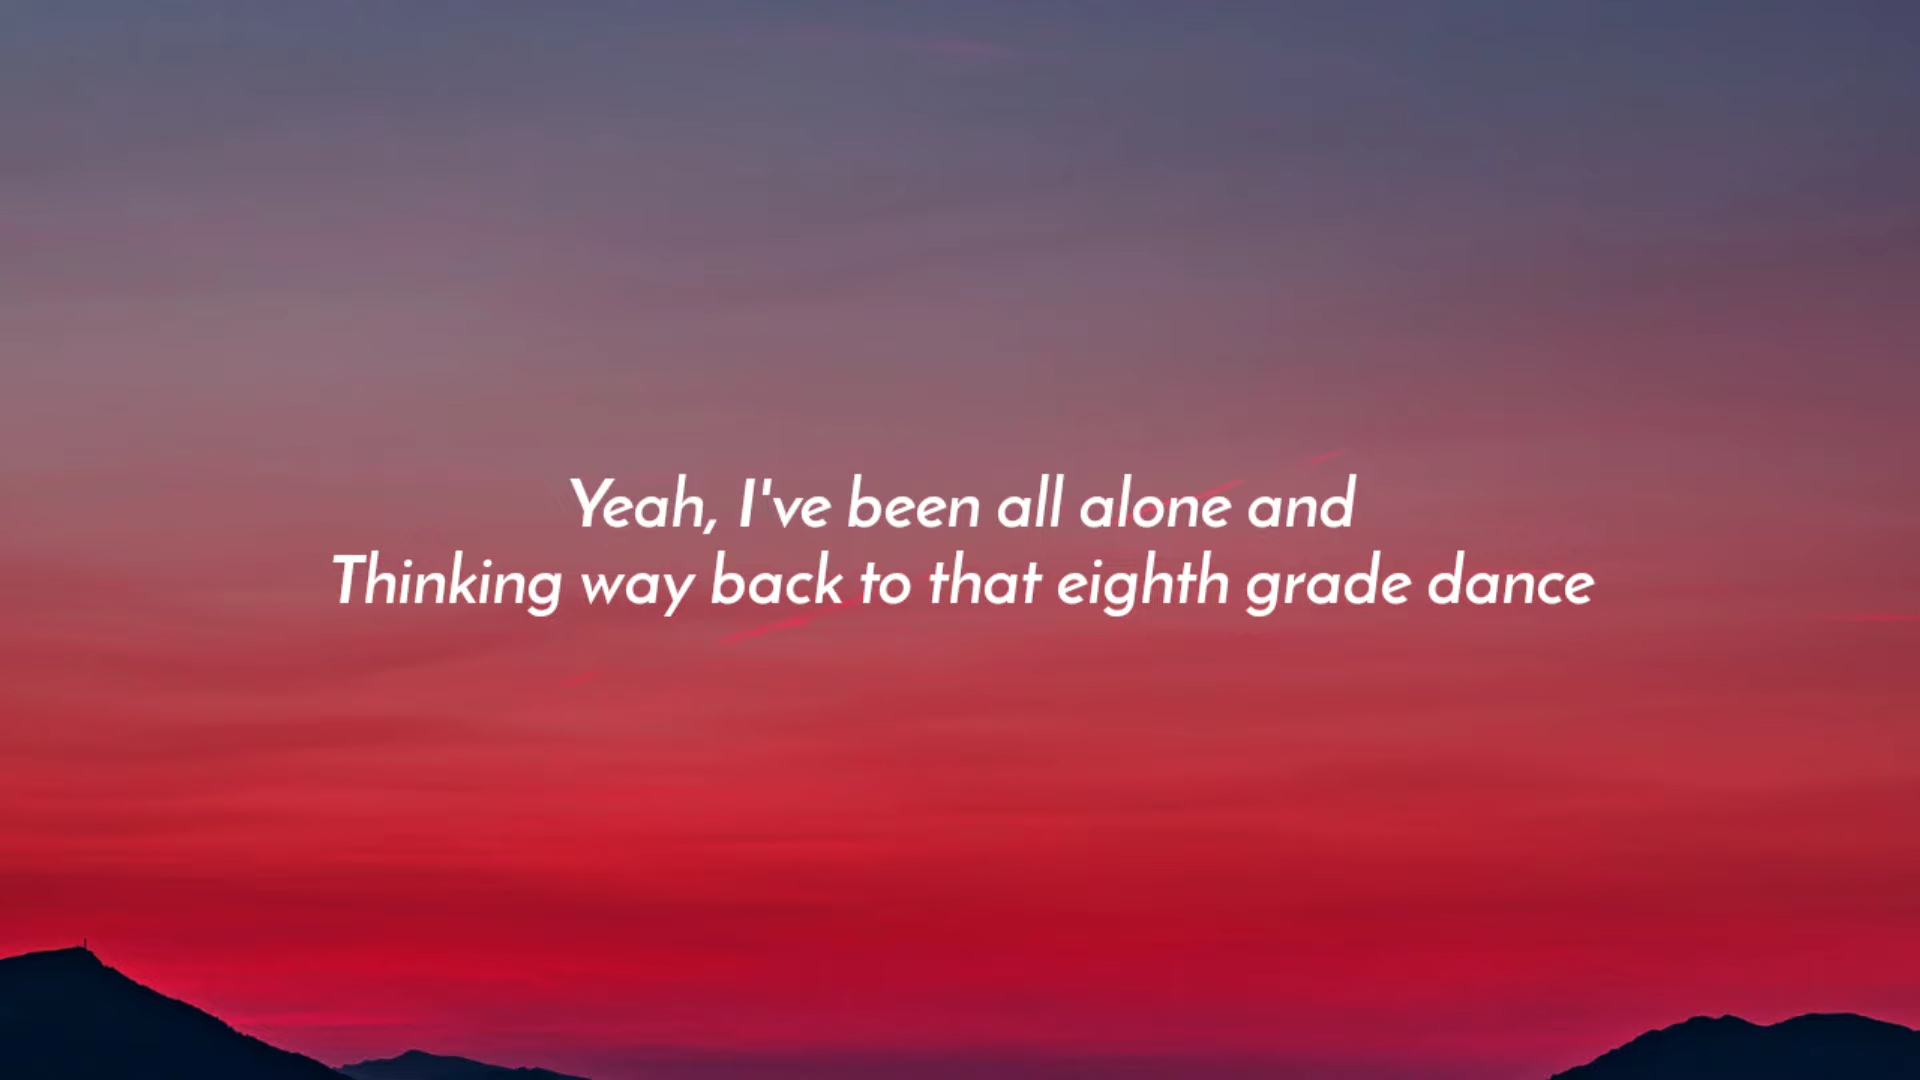 Yeah, I've been all alone and
Thinking way back to that eighth grade dance